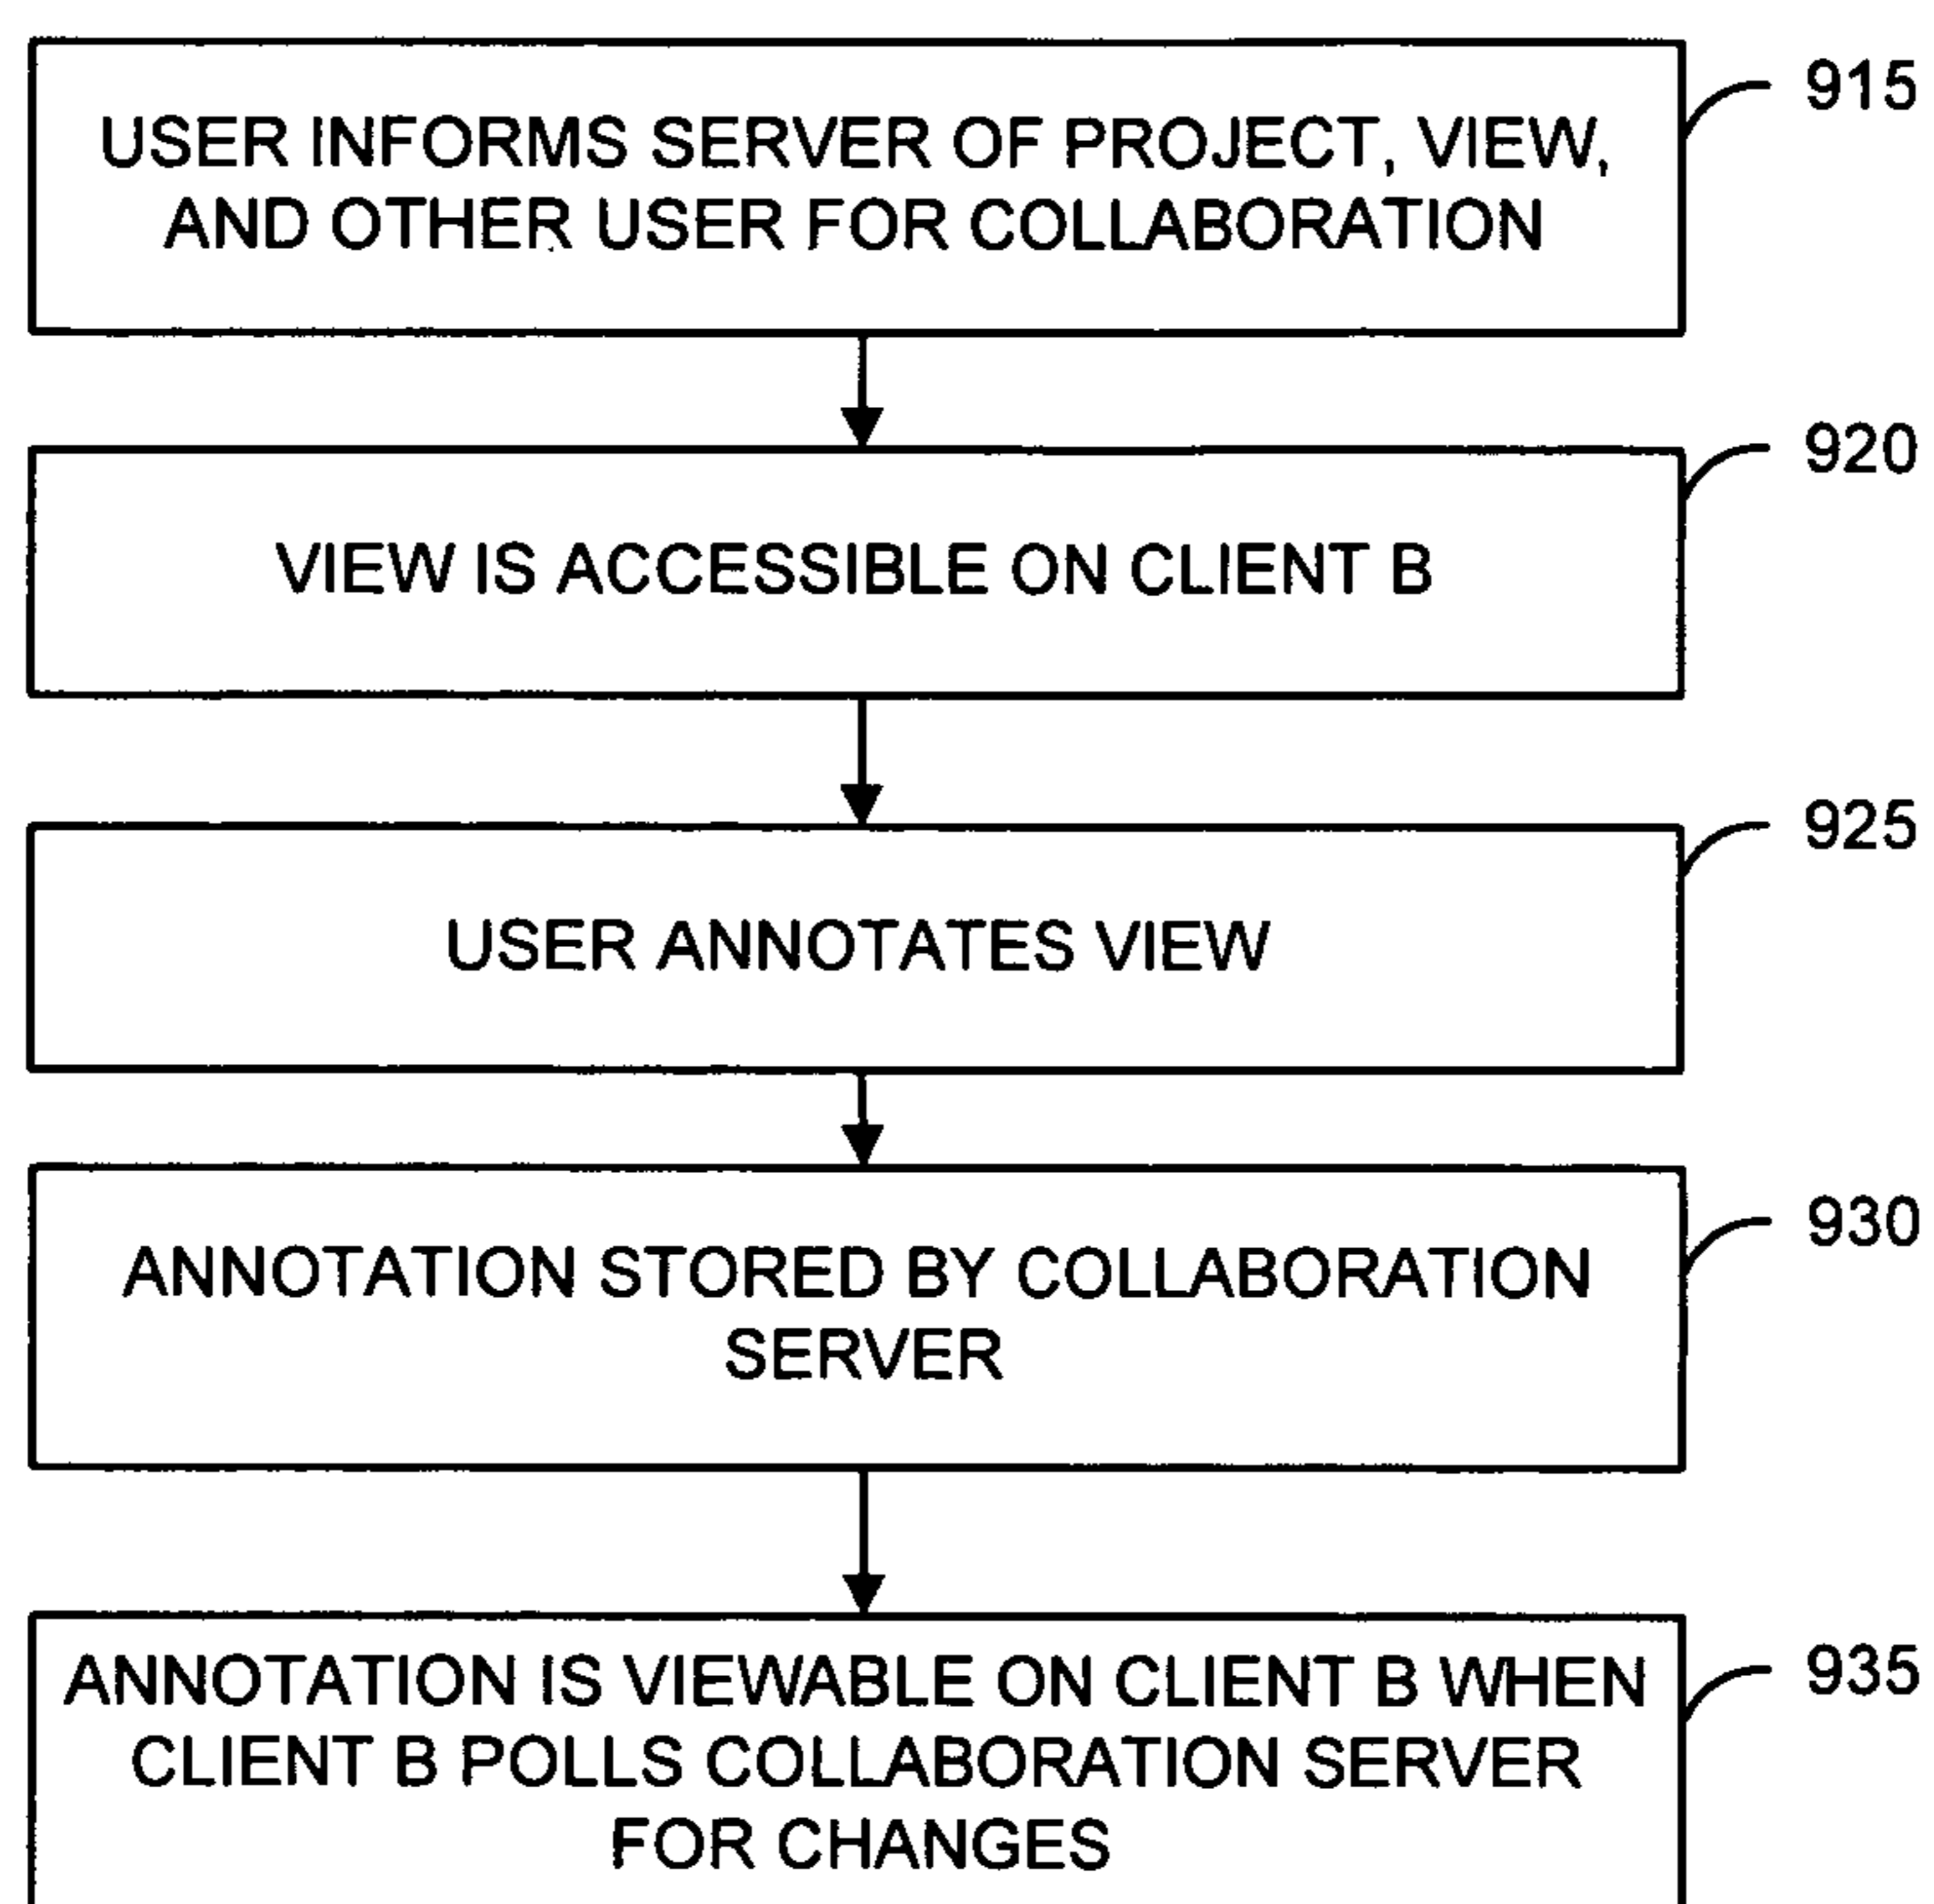 915
USER INFORMS SERVER OF PROJECT, VIEW,
AND OTHER USER FOR COLLABORATION
920
VIEW IS ACCESSIBLE ON CLIENT B
925
USER ANNOTATES VIEW
930
ANNOTATION STORED BY COLLABORATION
SERVER
935
ANNOTATION IS VIEWABLE ON CLIENT B WHEN
CLIENT B POLLS COLLABORATION SERVER
FOR CHANGES